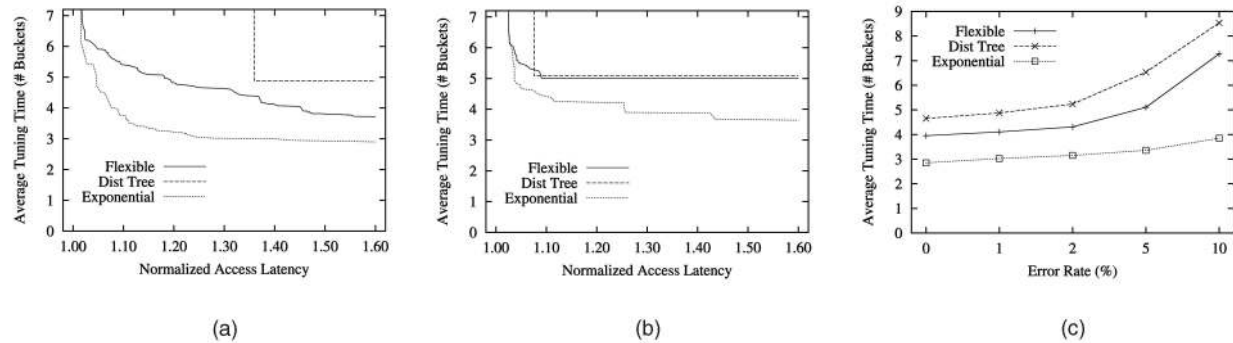 Average Tuning Time (# Buckets)
7
6
5
4
3
2
1
0
Flexible
Dist Tree
Exponential
1.00 1.10 1.20 1.30 1.40 1.50 1.60
Normalized Access Latency
(a)
Average Tuning Time (# Buckets)
7
6
5
4
3
2
1
0
Flexible
Dist Tree
Exponential
1.00 1.10 1.20 1.30 1.40 1.50 1.60
Normalized Access Latency
(b)
Average Tuning Time (# Buckets)
9
8
7
6
5
4
3
2
1
0
Flexible
Dist Tree
Exponential
0 1 2 5 10
Error Rate (%)
(c)